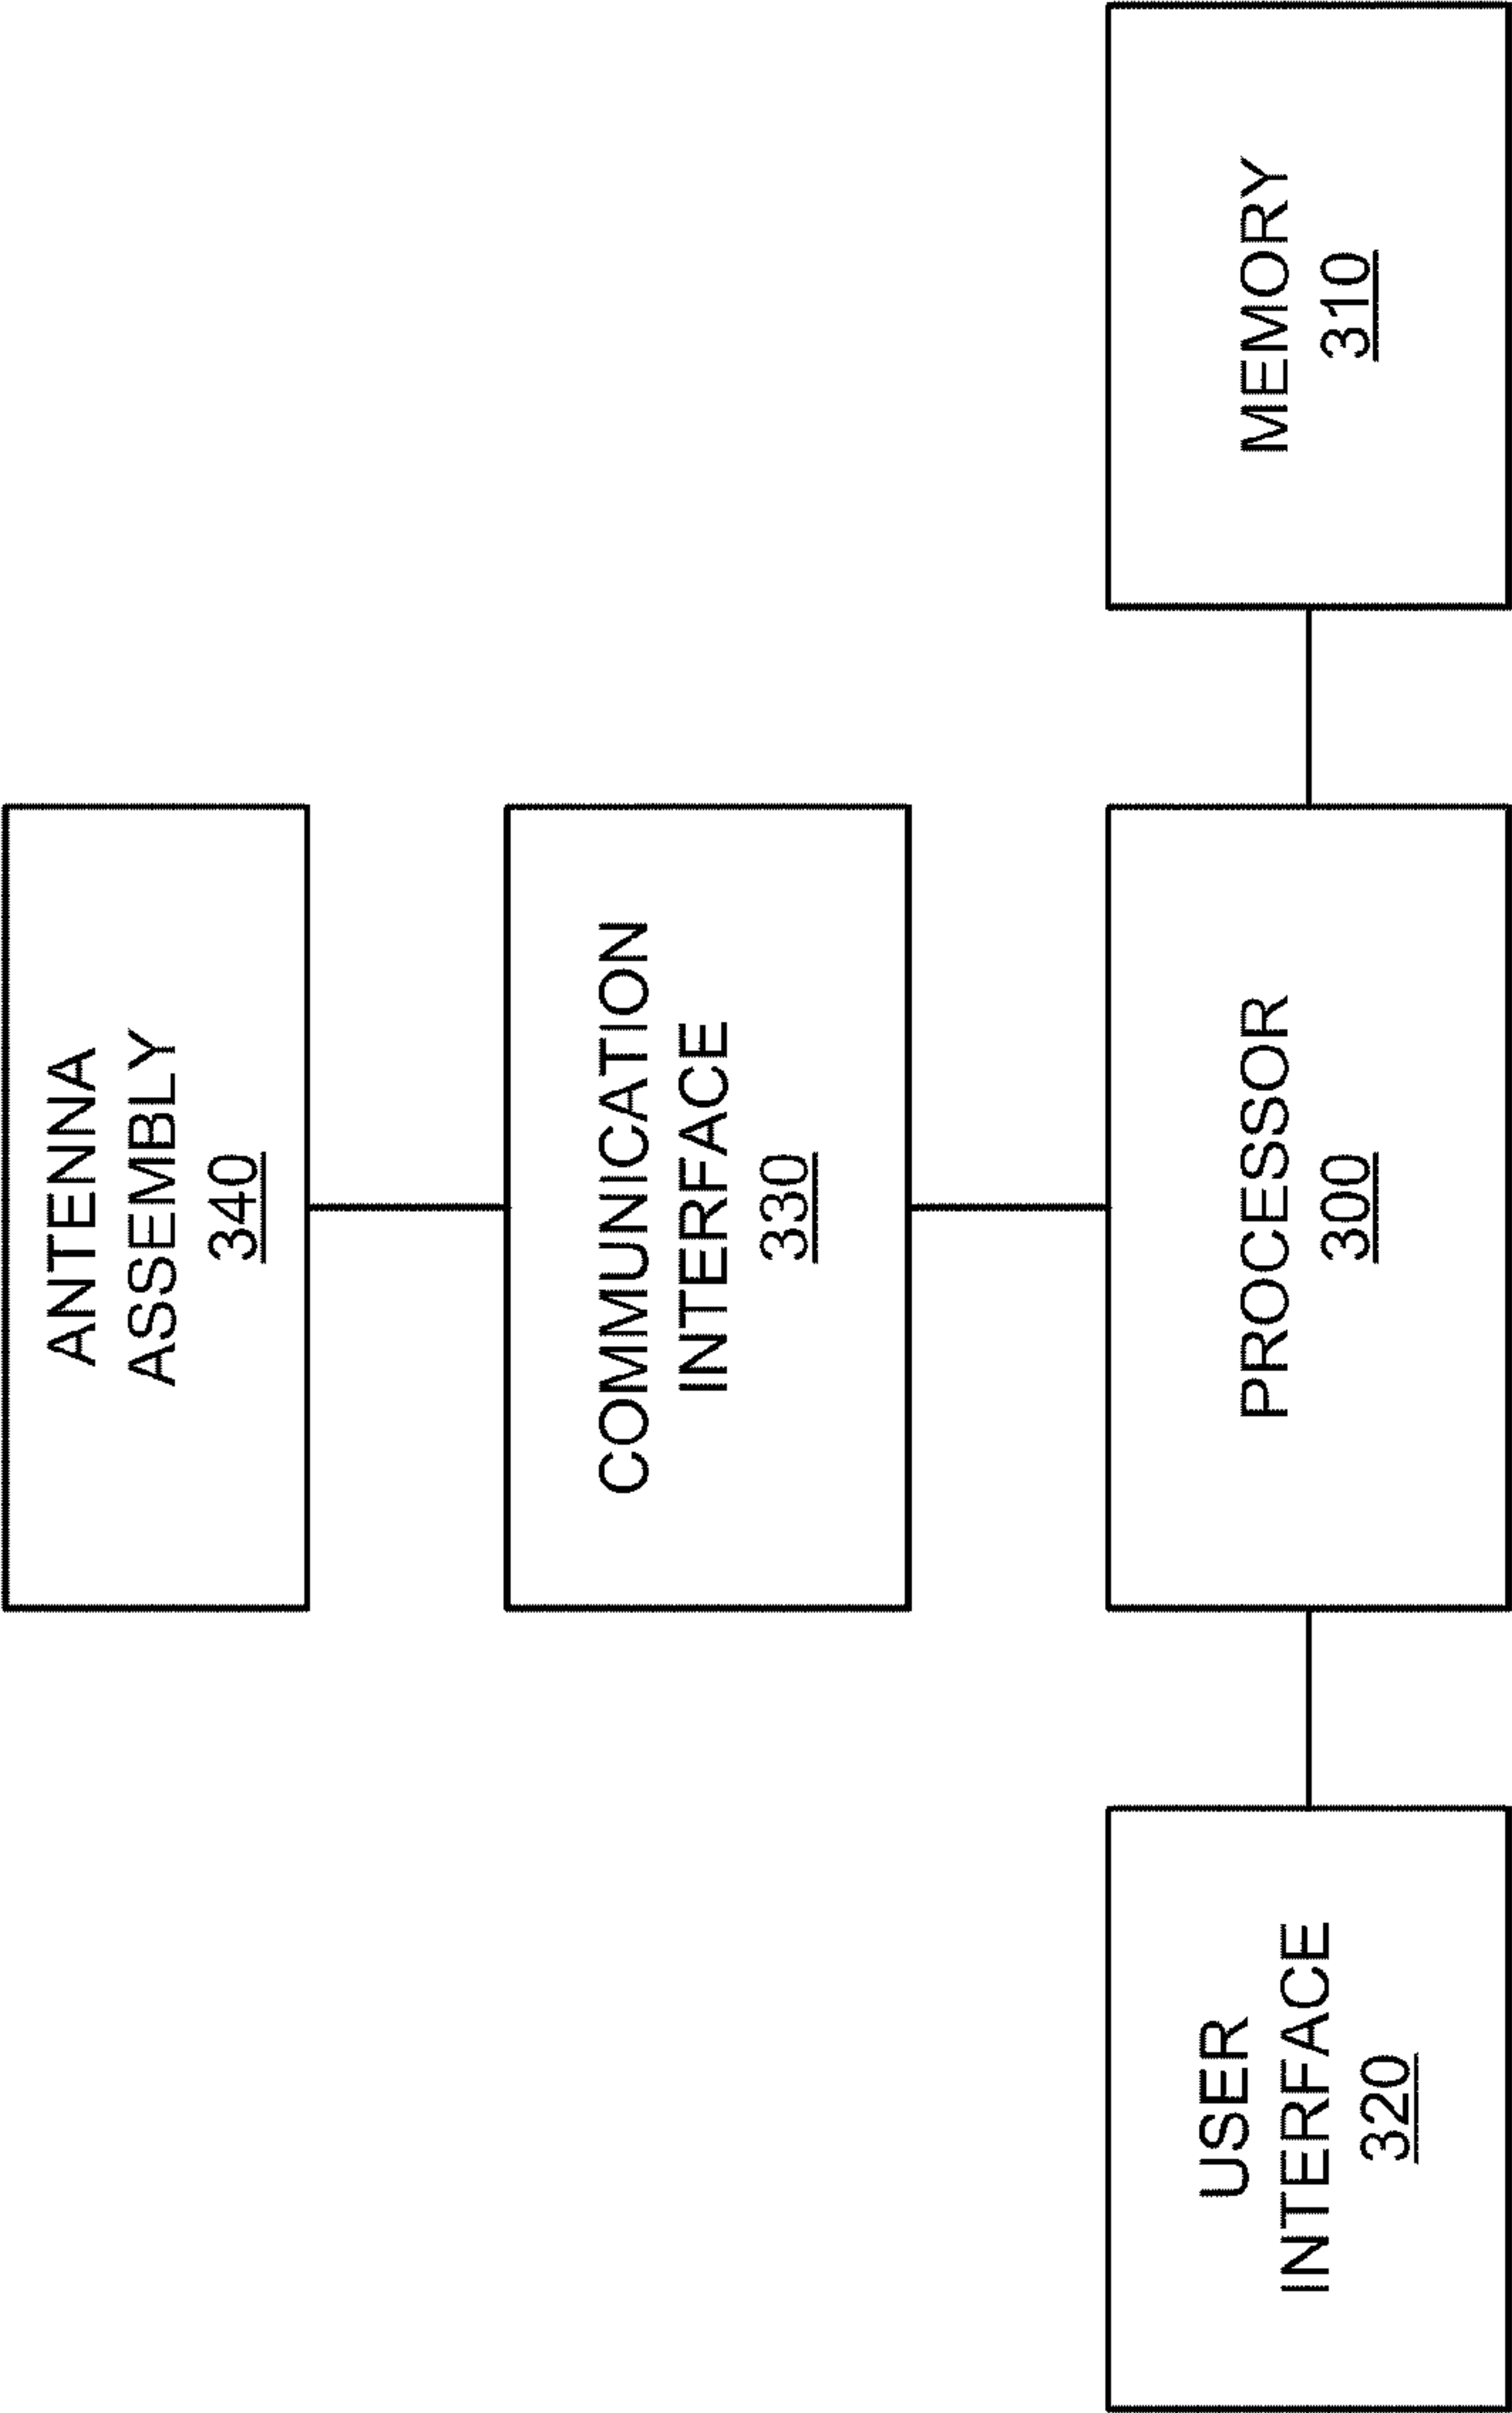 ANTENNA
ASSEMBLY
340
COMMUNICATION
INTERFACE
330
USER
INTERFACE
320
PROCESSOR
300
MEMORY
310